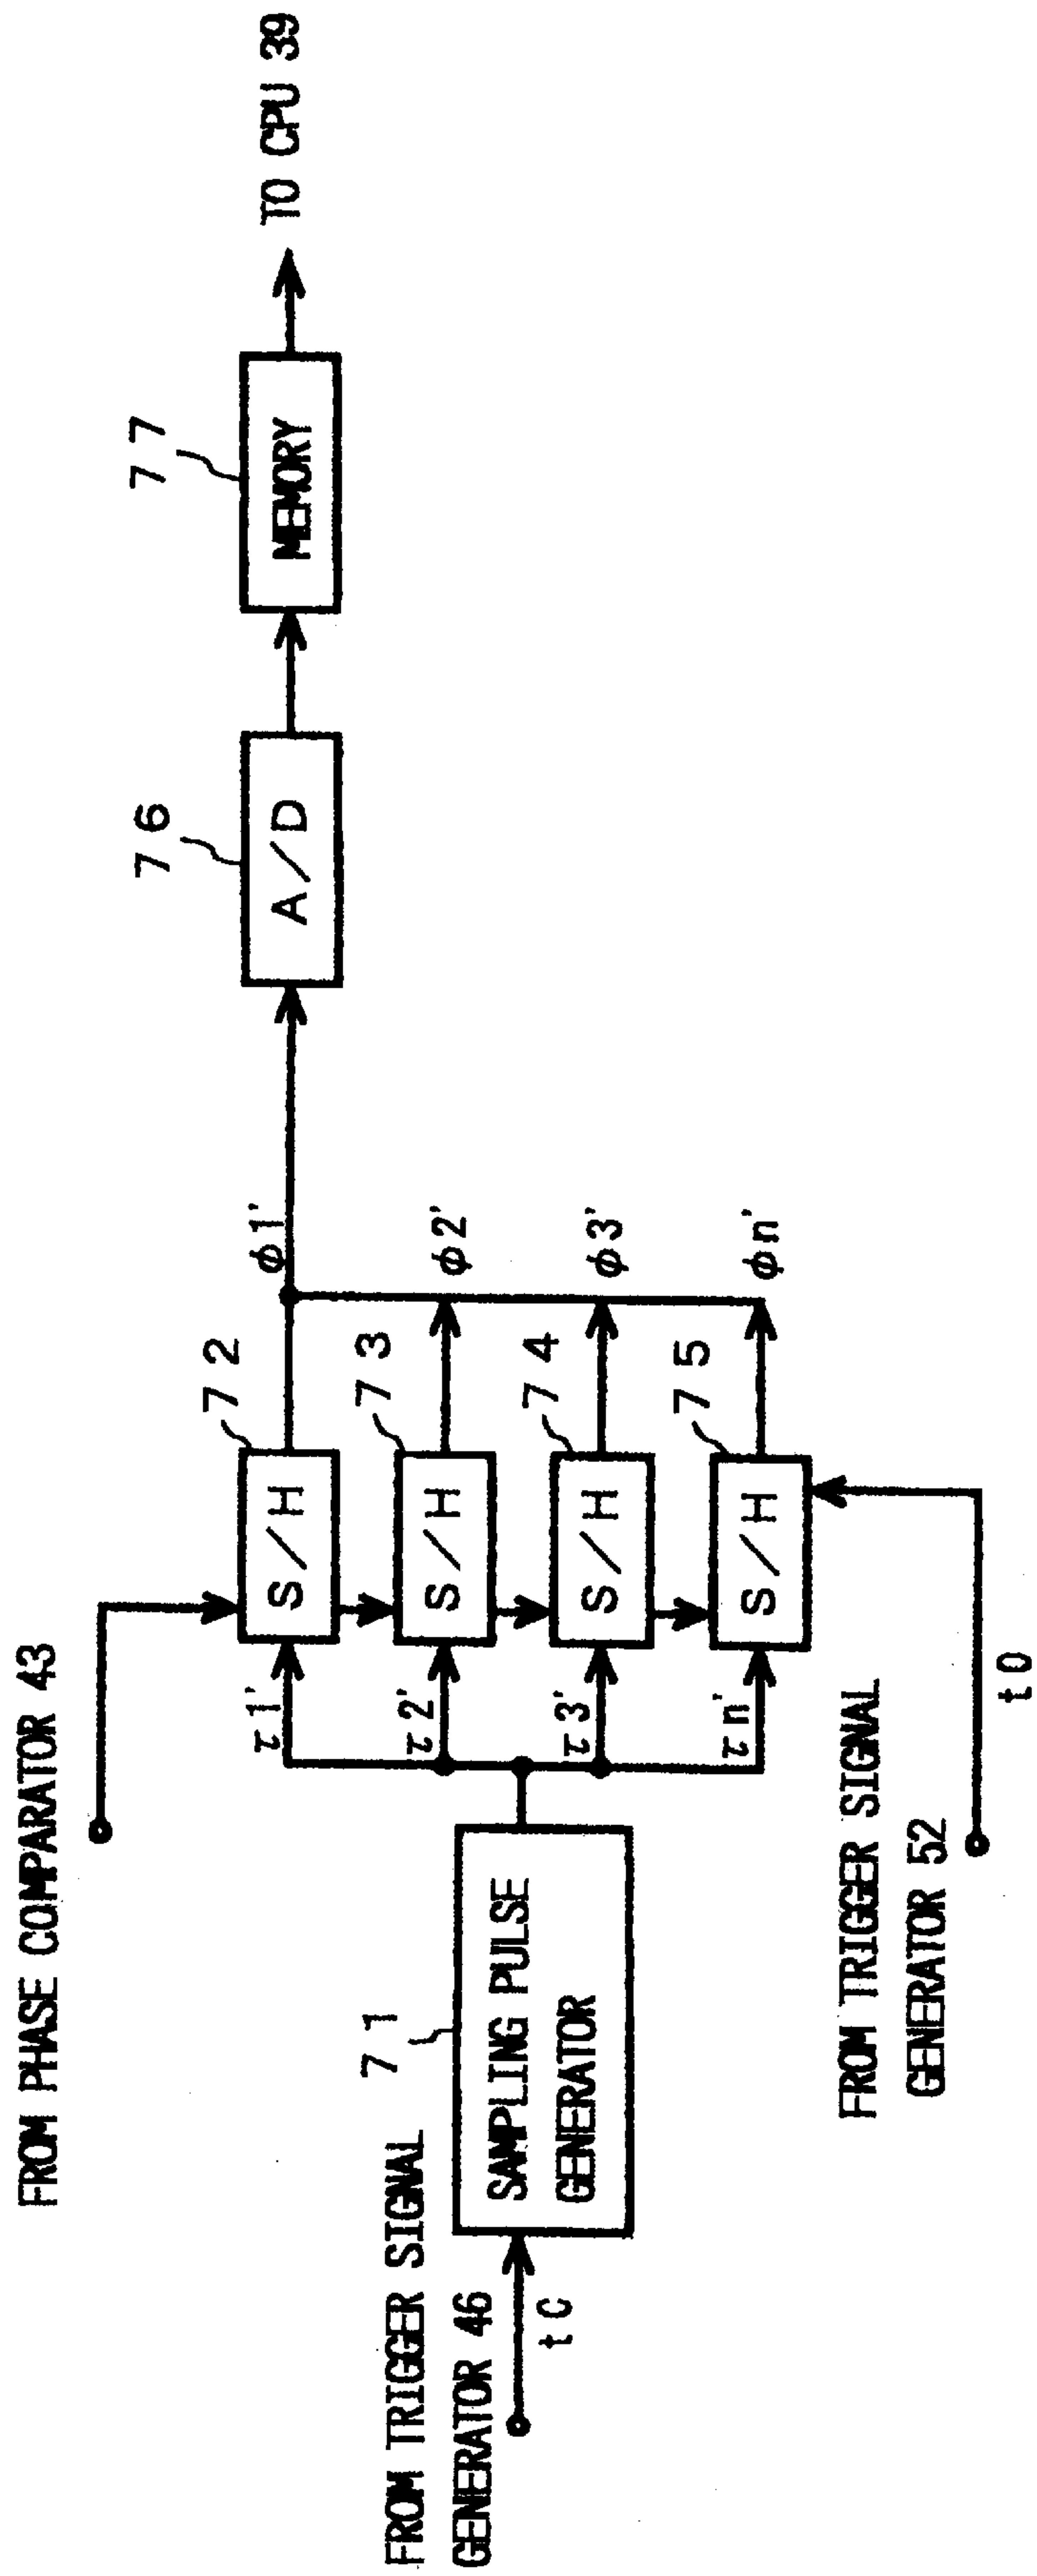 FROM PHASE COMPARATOR 43
FROM TRIGGER SIGNAL
GENERATOR 46
tC
71
SAMPLING PULSE
GENERATOR
τ1'
τ2'
τ3'
τn'
S/H
72
S/H
73
S/H
74
S/H
75
FROM TRIGGER SIGNAL
GENERATOR 52
t0
φ1'
φ2'
φ3'
φn'
76
A/D
77
MEMORY
TO CPU 39